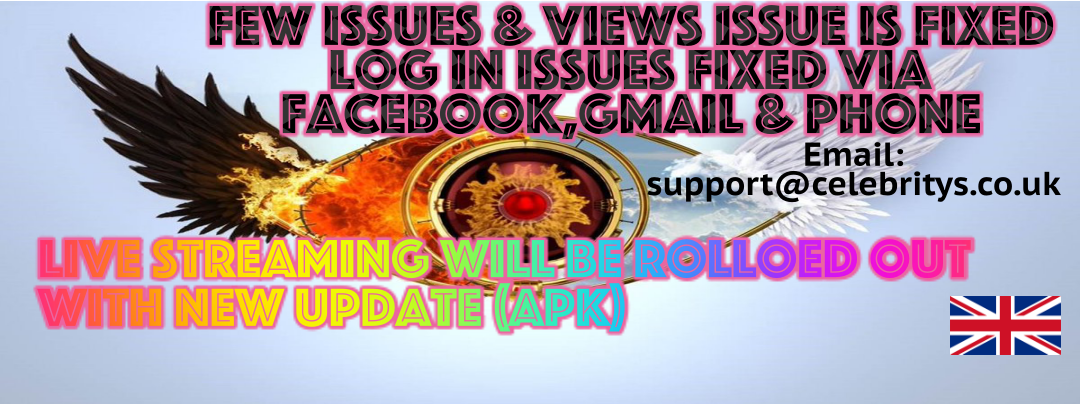 FEW ISSUES & VIEWS ISSUE IS FIXED
LOG IN ISSUES FIXED VIA
FACEBOOK,GMAIL & PHONE
Email:
support@celebritys.co.uk
LIVE STREAMING WILL BE ROLLOED OUT
WITH NEW UPDATE (APK)